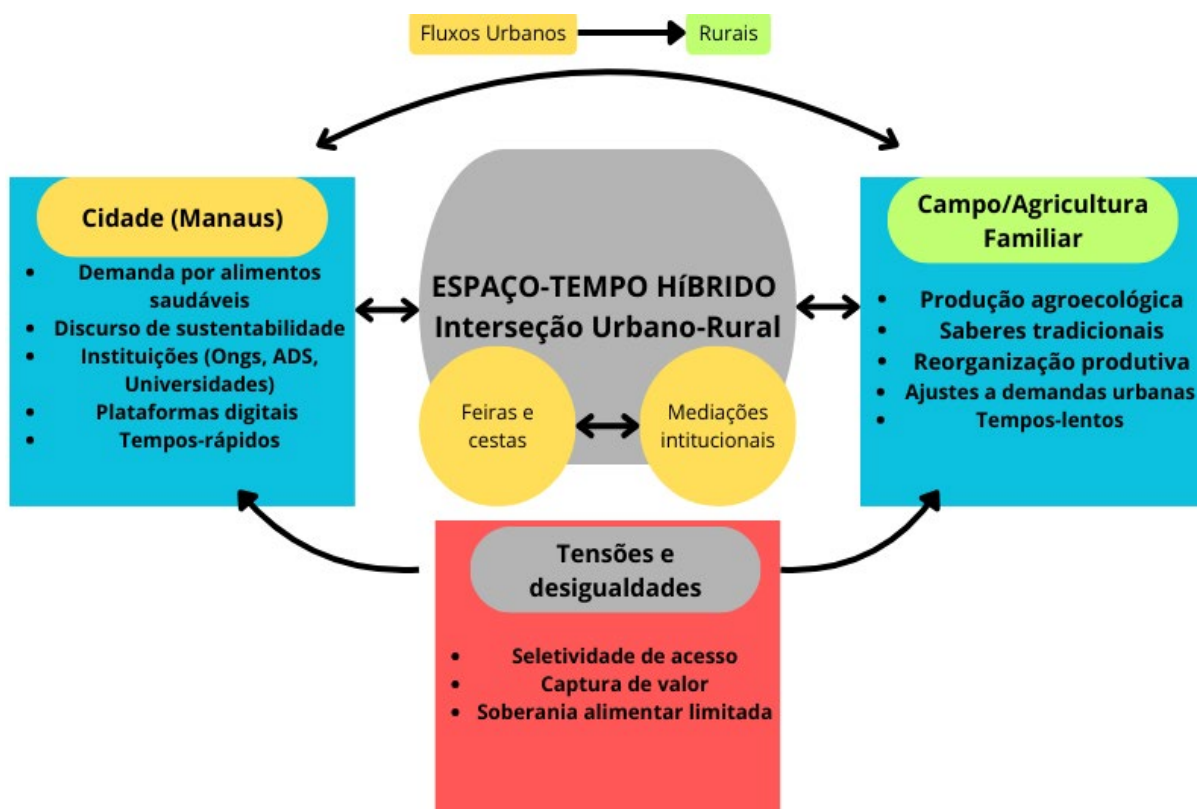 Fluxos Urbanos
Rurais
Cidade (Manaus)
• Demanda por alimentos
saudáveis
• Discurso de sustentabilidade
• Instituições (Ongs, ADS,
Universidades)
• Plataformas digitais
• Tempos-rápidos
ESPAÇO-TEMPO HíBRIDO
Interseção Urbano-Rural
Feiras e
cestas
Mediações
intitucionais
Campo/Agricultura
Familiar
• Produção agroecológica
• Saberes tradicionais
• Reorganização produtiva
• Ajustes a demandas urbanas
• Tempos-lentos
Tensões e
desigualdades
• Seletividade de acesso
• Captura de valor
• Soberania alimentar limitada